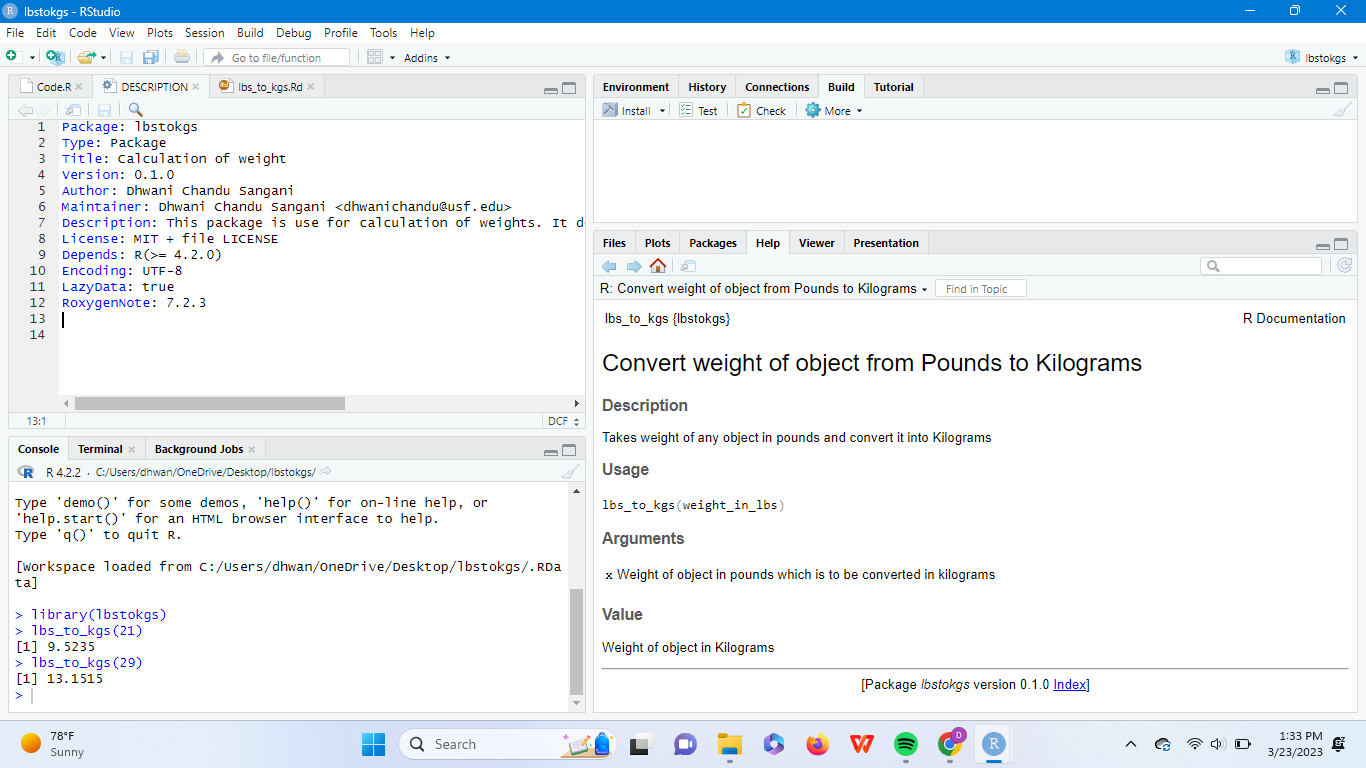 lbstokgs - RStudio
File Edit Code View Plots Session Build Debug Profile Tools Help
Go to file/function Addins lbstokgs
Code.R DESCRIPTION lbs_to_kgs.Rd
1 Package: lbstokgs
2 Type: Package
3 Title: Calculation of weight
4 Version: 0.1.0
5 Author: Dhwani Chandu Sangani
6 Maintainer: Dhwani Chandu Sangani <dhwanichandu@usf.edu>
7 Description: This package is use for calculation of weights. It d
8 License: MIT + file LICENSE
9 Depends: R(>= 4.2.0)
10 Encoding: UTF-8
11 LazyData: true
12 RoxygenNote: 7.2.3
13
14
13:1 DCF
Console Terminal Background Jobs
R 4.2.2 · C:/Users/dhwan/OneDrive/Desktop/lbstokgs/
Type 'demo()' for some demos, 'help()' for on-line help, or
'help.start()' for an HTML browser interface to help.
Type 'q()' to quit R.
[Workspace loaded from C:/Users/dhwan/OneDrive/Desktop/lbstokgs/.RDa
ta]
> library(lbstokgs)
> lbs_to_kgs(21)
[1] 9.5235
> lbs_to_kgs(29)
[1] 13.1515
>
Environment History Connections Build Tutorial
Install Test Check More
Files Plots Packages Help Viewer Presentation
R: Convert weight of object from Pounds to Kilograms Find in Topic
lbs_to_kgs {lbstokgs} R Documentation
Convert weight of object from Pounds to Kilograms
Description
Takes weight of any object in pounds and convert it into Kilograms
Usage
lbs_to_kgs(weight_in_lbs)
Arguments
x Weight of object in pounds which is to be converted in kilograms
Value
Weight of object in Kilograms
[Package lbstokgs version 0.1.0 Index]
78°F
Sunny
Search
D
1:33 PM
3/23/2023